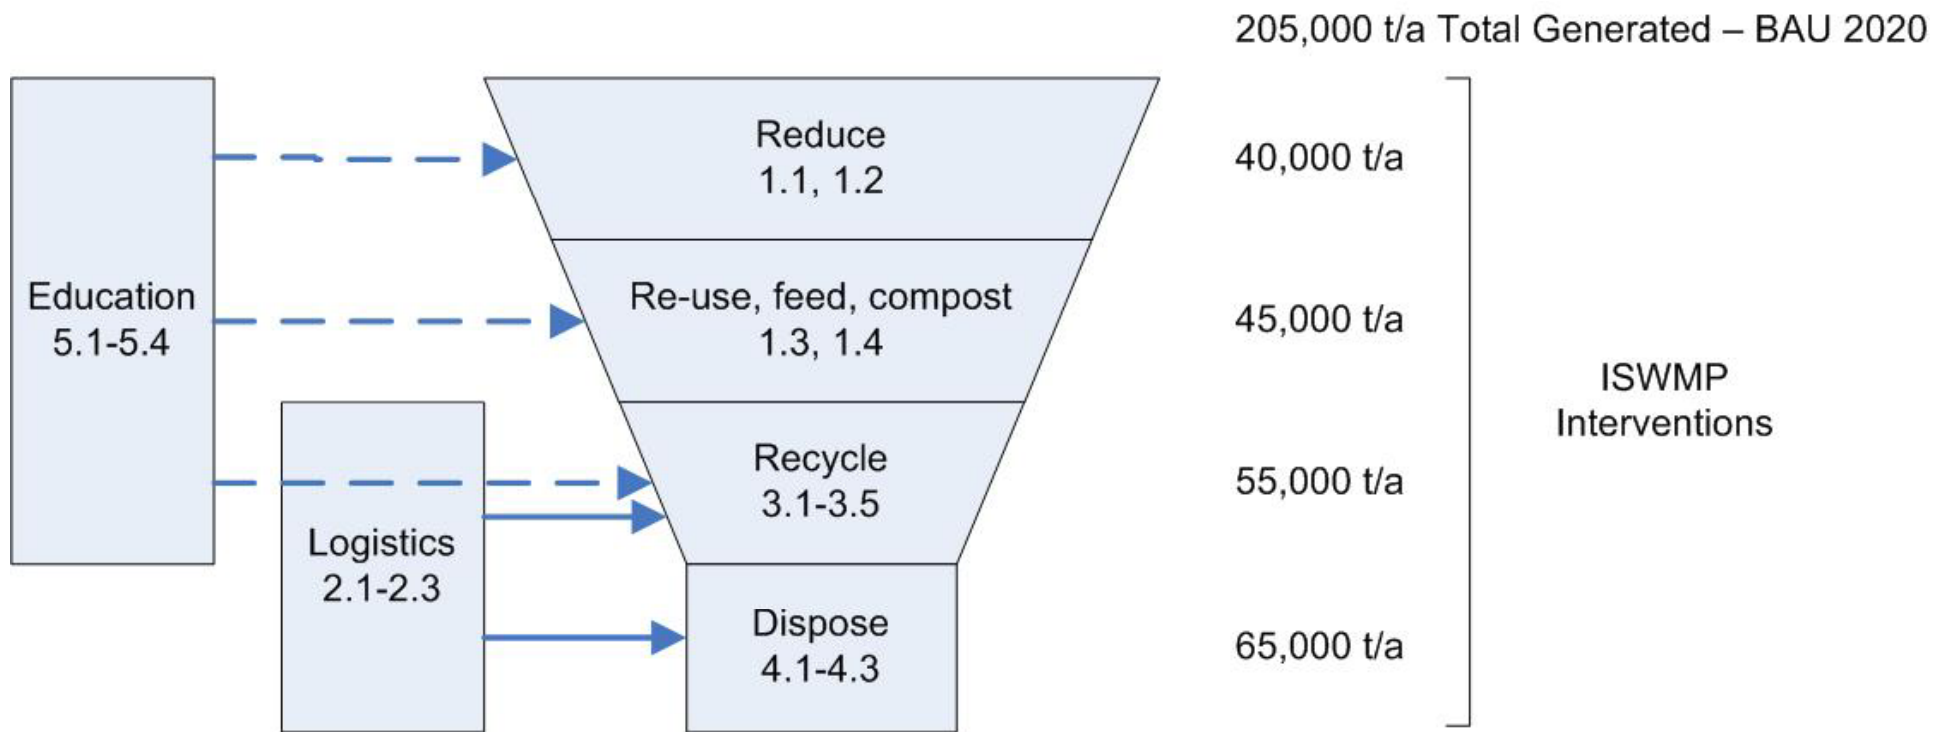 205,000 t/a Total Generated – BAU 2020
Reduce
1.1, 1.2
40,000 t/a
Education
5.1-5.4
Re-use, feed, compost
1.3, 1.4
45,000 t/a
ISWMP
Interventions
Recycle
3.1-3.5
55,000 t/a
Logistics
2.1-2.3
Dispose
4.1-4.3
65,000 t/a